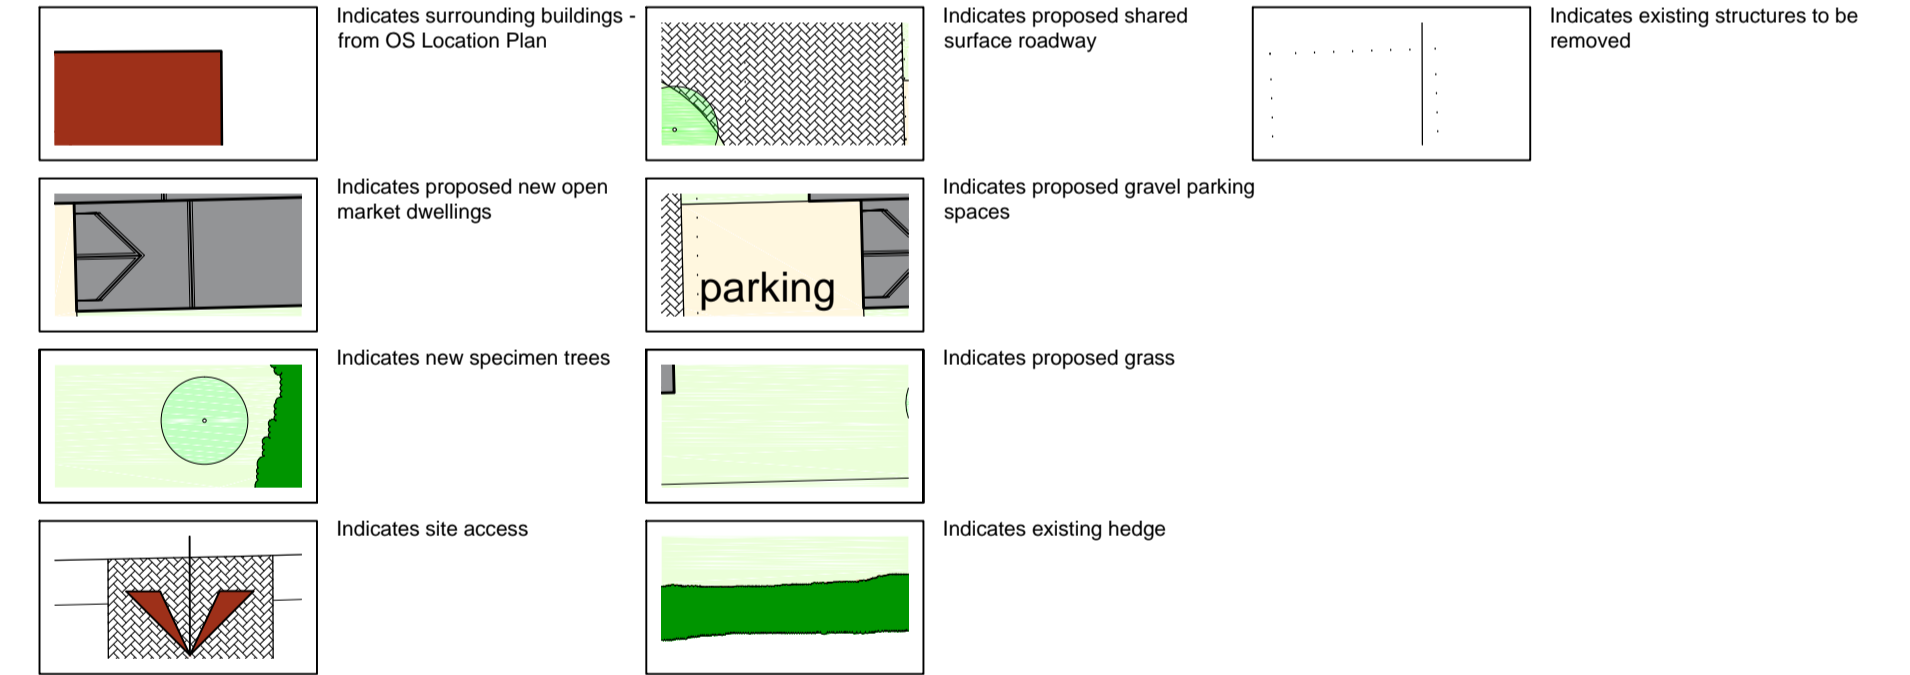 Indicates surrounding buildings -
from OS Location Plan
Indicates proposed shared
surface roadway
Indicates existing structures to be
removed
Indicates proposed new open
market dwellings
parking
Indicates proposed gravel parking
spaces
Indicates new specimen trees
Indicates proposed grass
Indicates site access
Indicates existing hedge